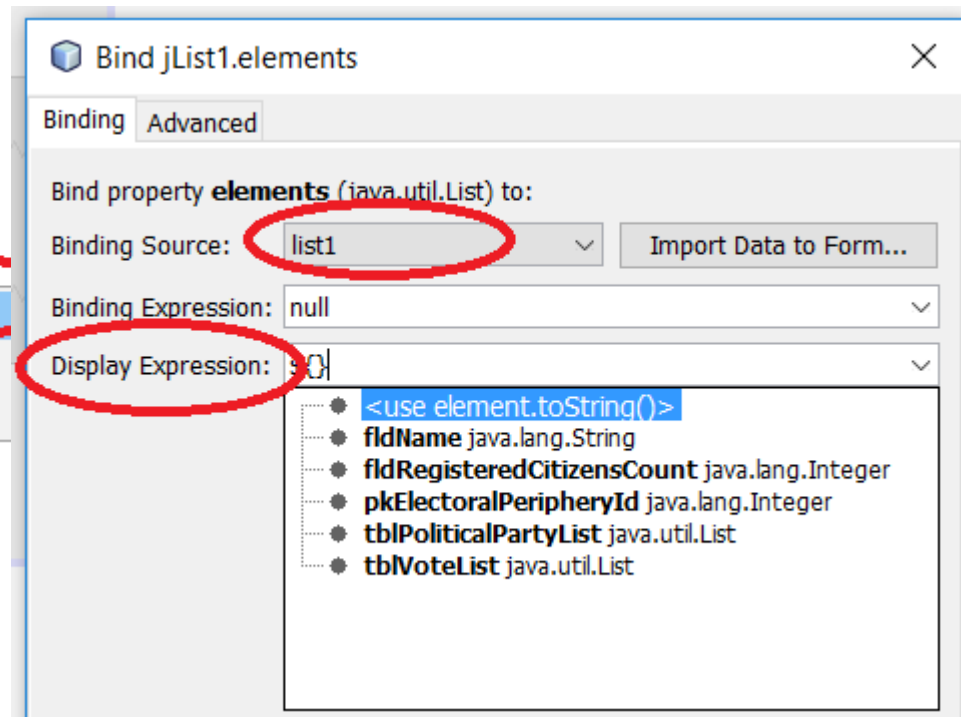 Bind jList1.elements
Binding Advanced
Bind property elements (java.util.List) to:
Binding Source: list1 Import Data to Form...
Binding Expression: null
Display Expression: ${}
<use element.toString()>
fldName java.lang.String
fldRegisteredCitizensCount java.lang.Integer
pkElectoralPeripheryId java.lang.Integer
tblPoliticalPartyList java.util.List
tblVoteList java.util.List